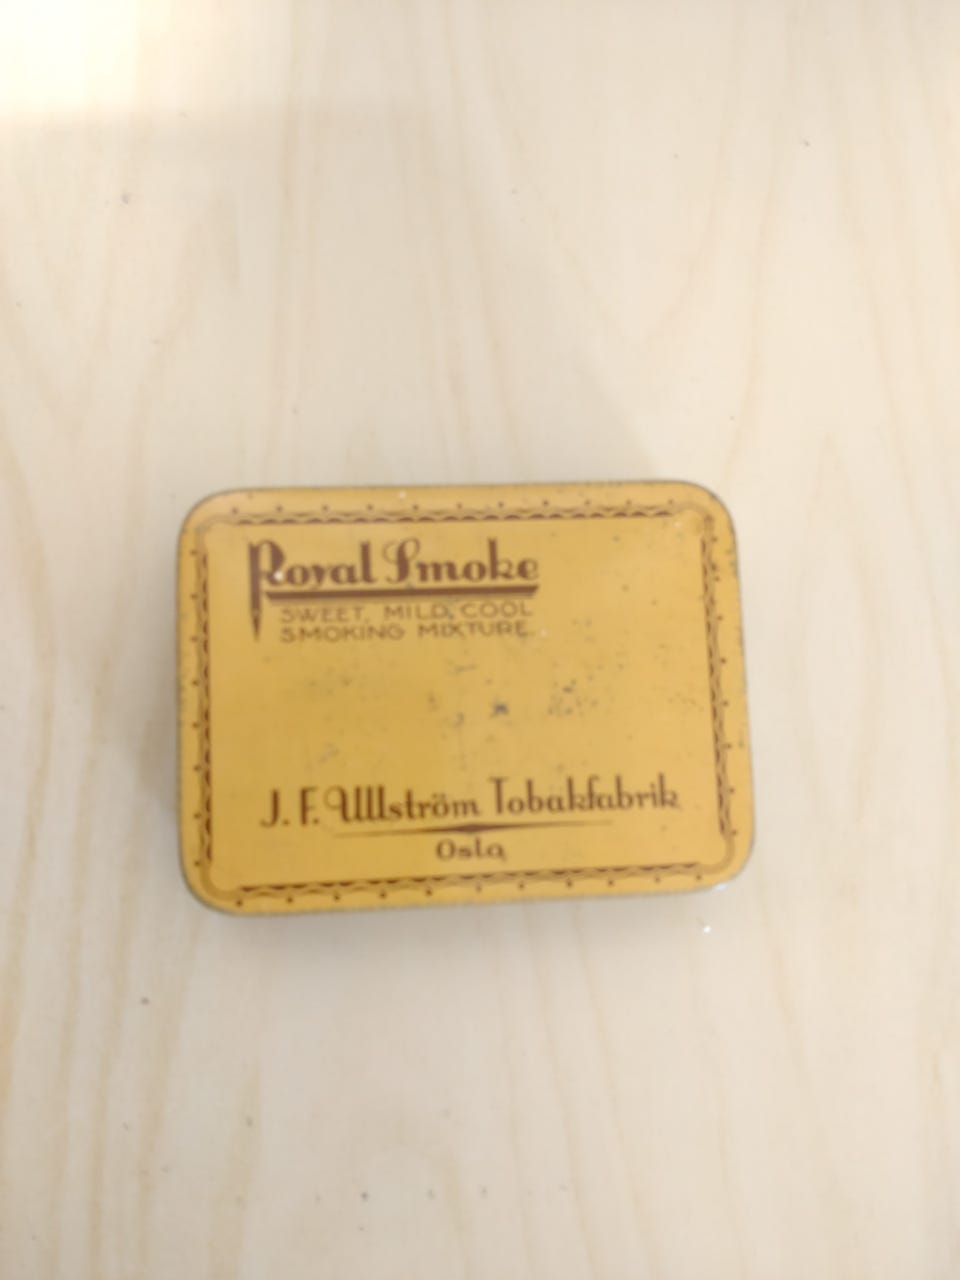 Royal Smoke
SWEET, MILD, COOL
SMOKING MIXTURE.
J. F. Ullström Tobakfabrik
Oslo